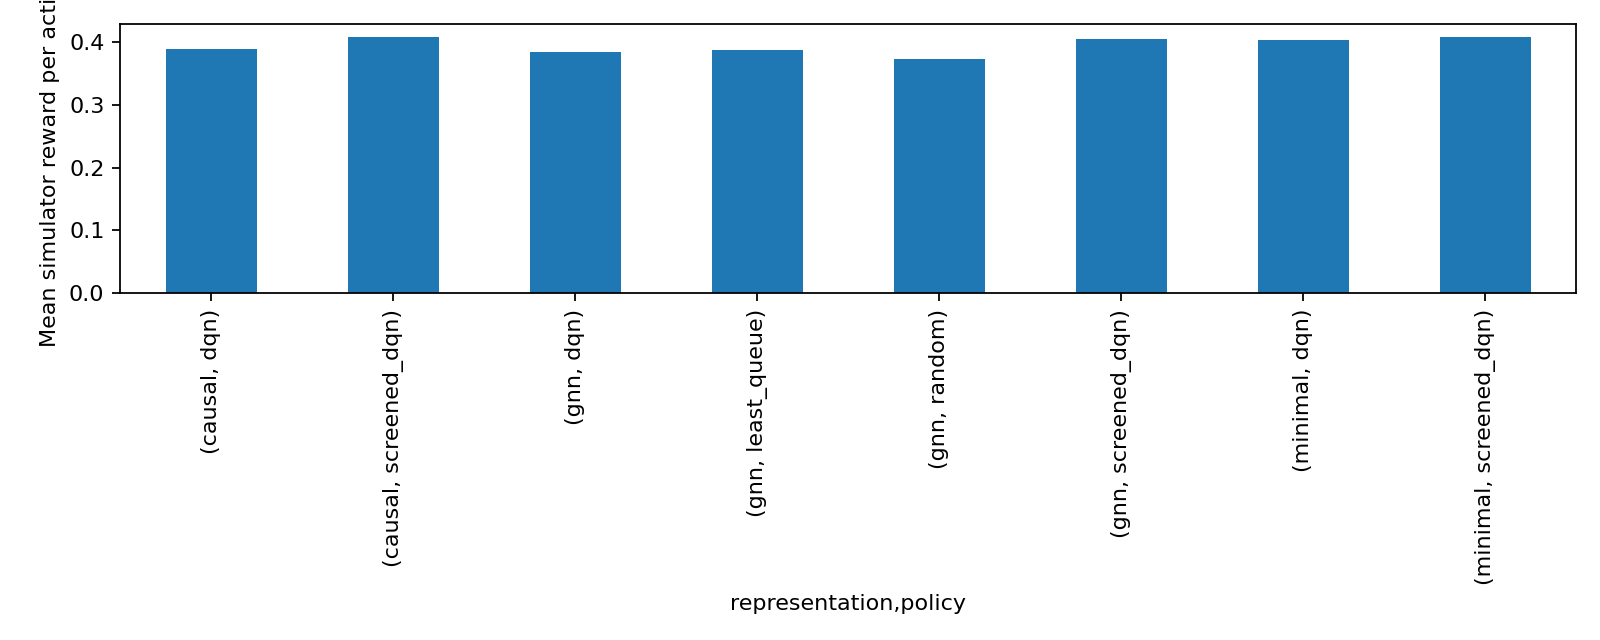 Mean simulator reward per acti
0.4
0.3
0.2
0.1
0.0
(causal, dqn)
(causal, screened_dqn)
(gnn, dqn)
(gnn, least_queue)
(gnn, random)
(gnn, screened_dqn)
(minimal, dqn)
(minimal, screened_dqn)
representation,policy